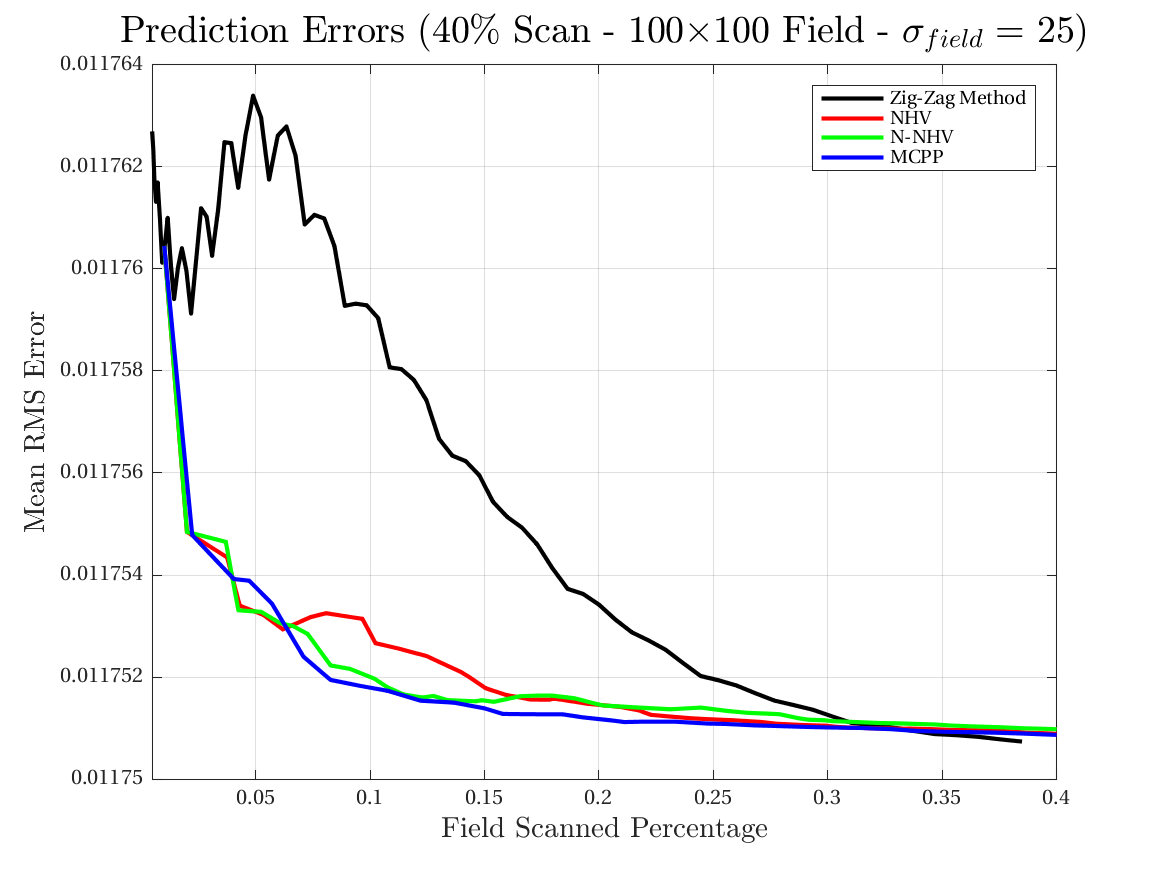 Prediction Errors (40% Scan - 100×100 Field - σ_field = 25)
0.011764
0.011762
0.01176
0.011758
0.011756
0.011754
0.011752
0.01175
Mean RMS Error
Zig-Zag Method
NHV
N-NHV
MCPP
0.05 0.1 0.15 0.2 0.25 0.3 0.35 0.4
Field Scanned Percentage